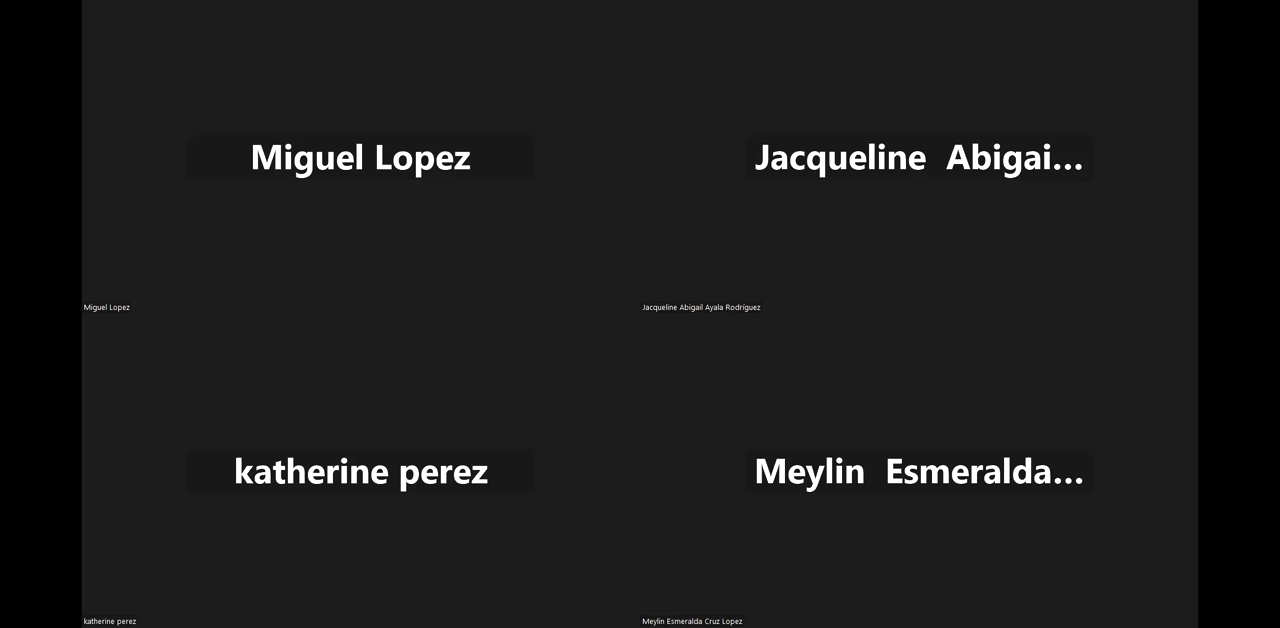 Miguel Lopez
Jacqueline Abigai...
Miguel Lopez
Jacqueline Abigail Ayala Rodríguez
katherine perez
Meylin Esmeralda...
katherine perez
Meylin Esmeralda Cruz Lopez